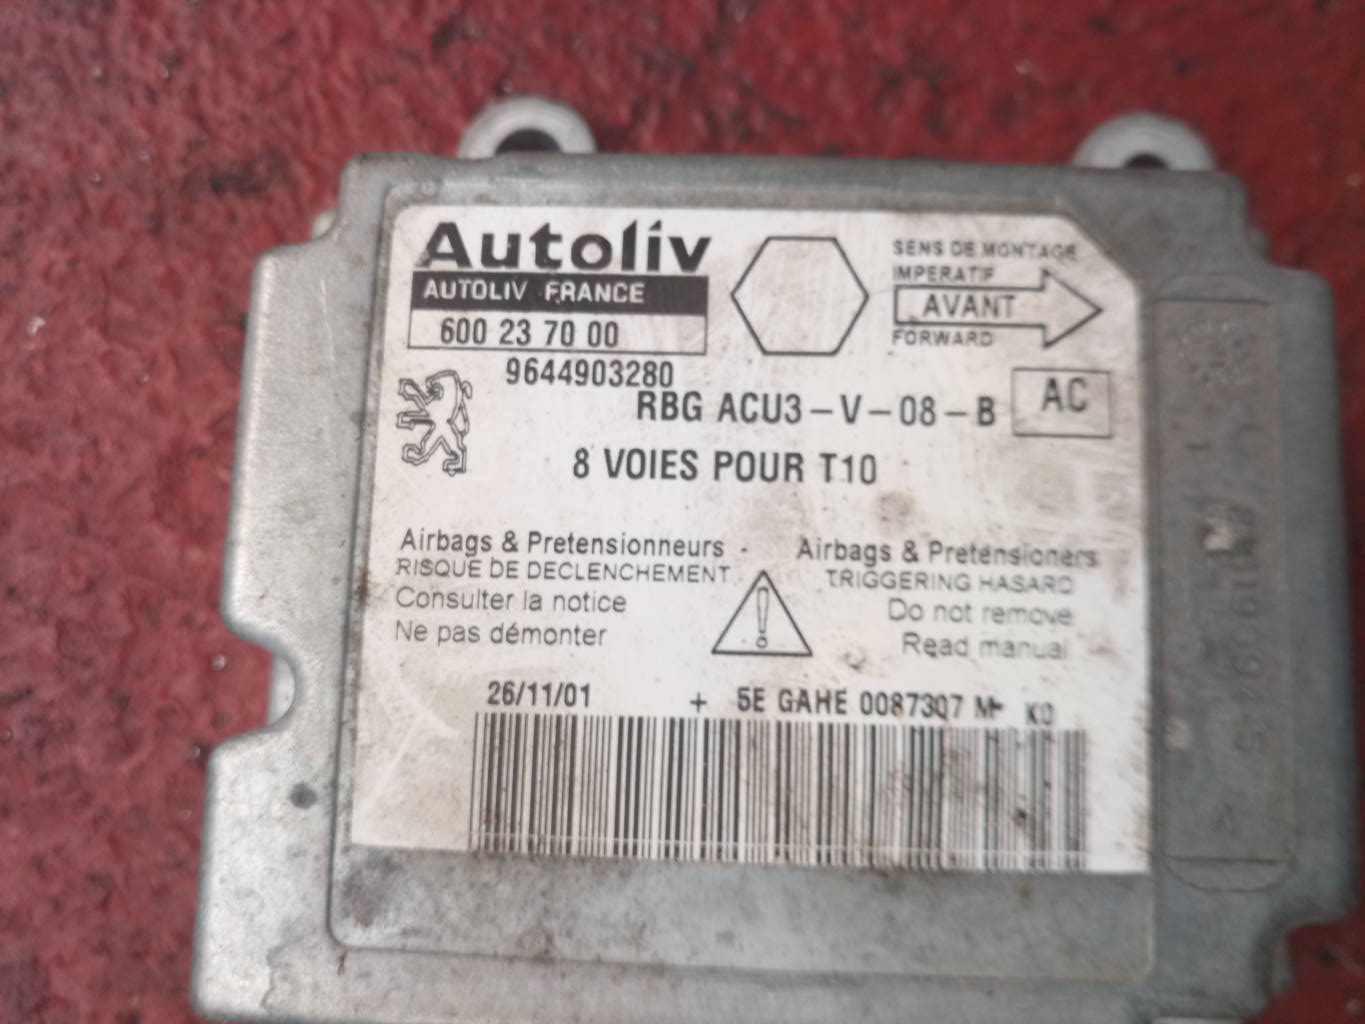 Autoliv
AUTOLIV FRANCE
600 23 70 00
SENS DE MONTAGE
IMPERATIF
AVANT
FORWARD
9644903280
RBG ACU3-V-08-B
AC
8 VOIES POUR T10
Airbags & Pretensionneurs -
RISQUE DE DECLENCHEMENT
Consulter la notice
Ne pas démonter
Airbags & Pretensioners
TRIGGERING HASARD
Do not remove
Read manual
!
26/11/01 + 5E GAHE 0087307 M+ K0